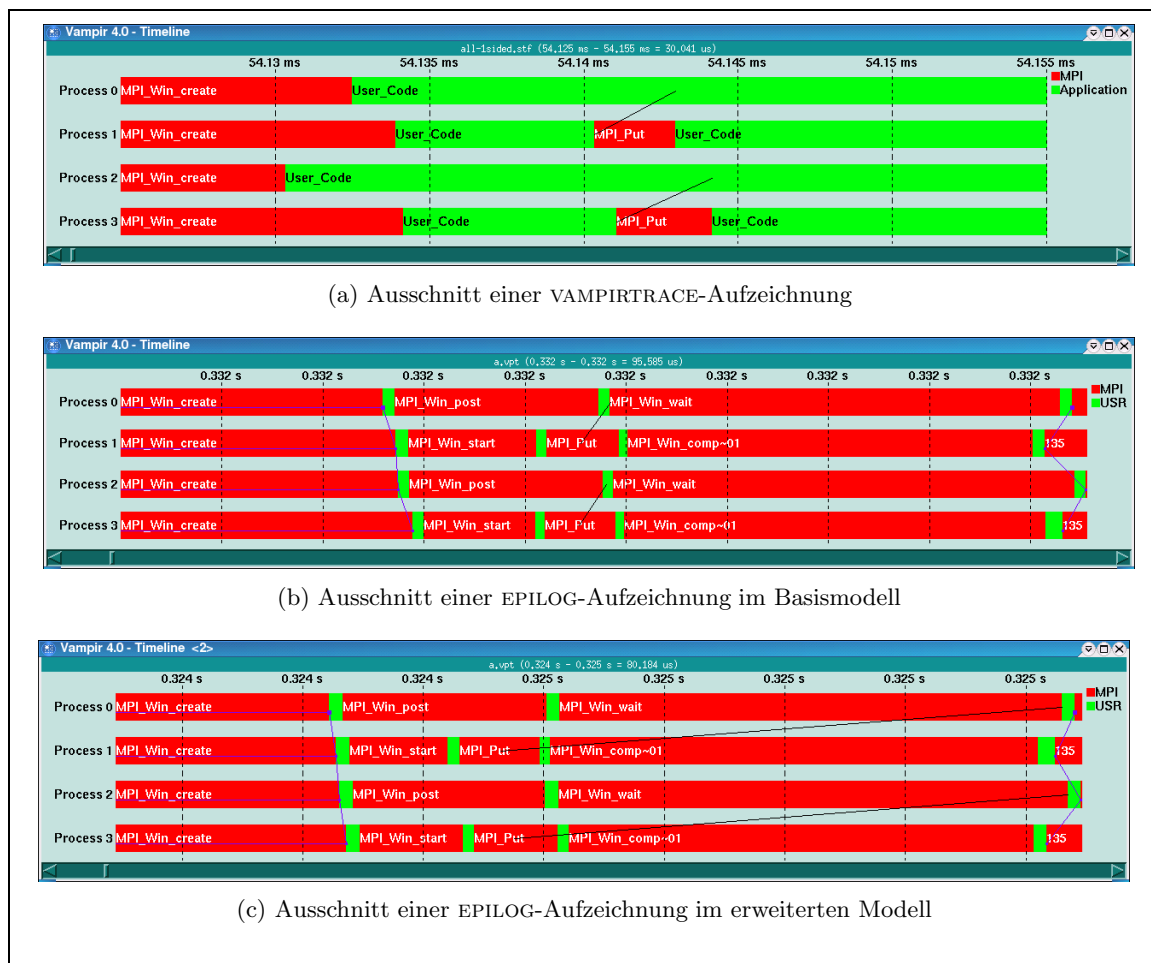 Vampir 4.0 - Timeline
all-1sided.stf (54.125 ms - 54.155 ms = 30.041 us)
54.13 ms 54.135 ms 54.14 ms 54.145 ms 54.15 ms 54.155 ms
MPI
Application
Process 0 MPI_Win_create User_Code
Process 1 MPI_Win_create User_Code MPI_Put User_Code
Process 2 MPI_Win_create User_Code
Process 3 MPI_Win_create User_Code MPI_Put User_Code
(a) Ausschnitt einer VAMPIRTRACE-Aufzeichnung
Vampir 4.0 - Timeline
a.vpt (0.332 s - 0.332 s = 95.585 us)
0.332 s 0.332 s 0.332 s 0.332 s 0.332 s 0.332 s 0.332 s 0.332 s 0.332 s
MPI
USR
Process 0 MPI_Win_create MPI_Win_post MPI_Win_wait
Process 1 MPI_Win_create MPI_Win_start MPI_Put MPI_Win_comp~01 135
Process 2 MPI_Win_create MPI_Win_post MPI_Win_wait
Process 3 MPI_Win_create MPI_Win_start MPI_Put MPI_Win_comp~01 135
(b) Ausschnitt einer EPILOG-Aufzeichnung im Basismodell
Vampir 4.0 - Timeline <2>
a.vpt (0.324 s - 0.325 s = 80.184 us)
0.324 s 0.324 s 0.324 s 0.325 s 0.325 s 0.325 s 0.325 s 0.325 s
MPI
USR
Process 0 MPI_Win_create MPI_Win_post MPI_Win_wait
Process 1 MPI_Win_create MPI_Win_start MPI_Put MPI_Win_comp~01 135
Process 2 MPI_Win_create MPI_Win_post MPI_Win_wait
Process 3 MPI_Win_create MPI_Win_start MPI_Put MPI_Win_comp~01 135
(c) Ausschnitt einer EPILOG-Aufzeichnung im erweiterten Modell